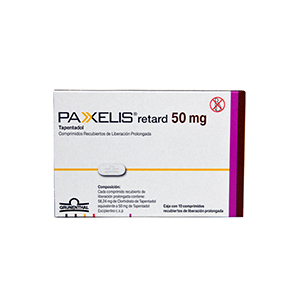 PAXXELIS® retard 50 mg
Tapentadol
Comprimidos Recubiertos de Liberación Prolongada
Composición:
Cada comprimido recubierto de
liberación prolongada contiene:
58,24 mg de Clorhidrato de Tapentadol
equivalente a 50 mg de Tapentadol
Excipientes c.s.p.
GRÜNENTHAL
Caja con 10 comprimidos
recubiertos de liberación prolongada